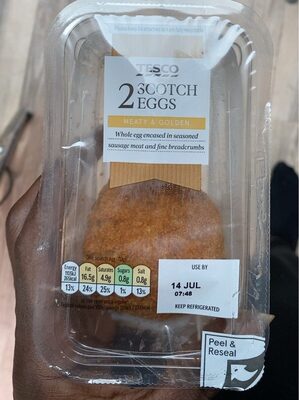 TESCO
2 SCOTCH
EGGS
MEATY & GOLDEN
Whole egg encased in seasoned
sausage meat and fine breadcrumbs
Energy Fat Saturates Sugars Salt
16.5g 4.9g 0.8g 0.8g
13% 24% 25% 1% 13%
USE BY
14 JUL
07:48
KEEP REFRIGERATED
Peel &
Reseal